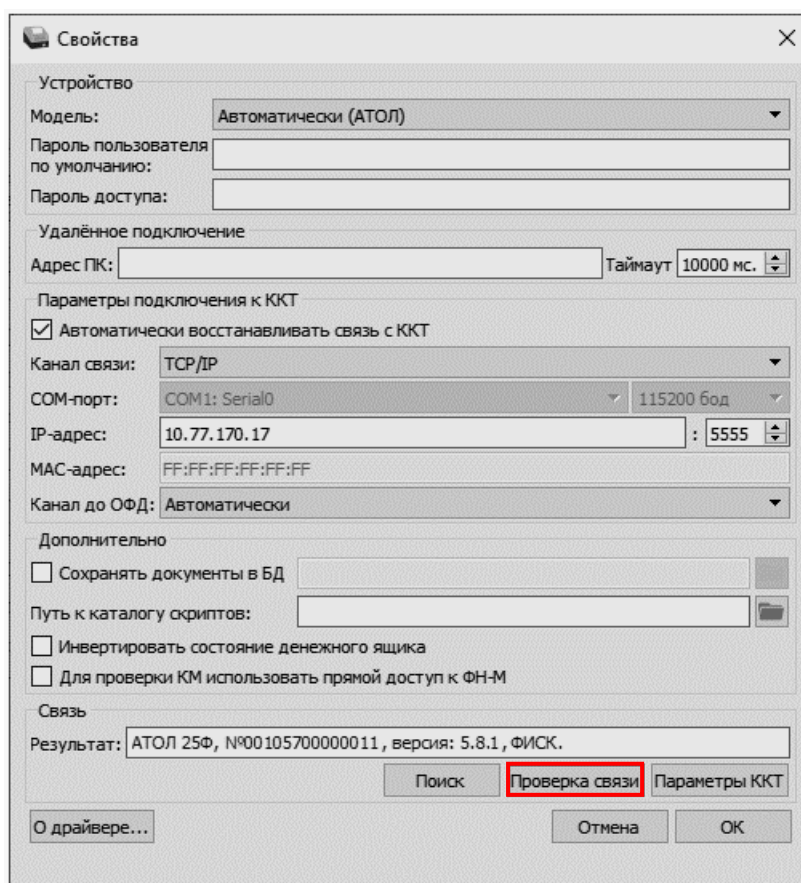 Свойства
Устройство
Модель: Автоматически (АТОЛ)
Пароль пользователя
по умолчанию:
Пароль доступа:
Удалённое подключение
Адрес ПК: Таймаут 10000 мс.
Параметры подключения к ККТ
Автоматически восстанавливать связь с ККТ
Канал связи: TCP/IP
COM-порт: COM1: Serial0 115200 бод
IP-адрес: 10.77.170.17 : 5555
MAC-адрес: FF:FF:FF:FF:FF:FF
Канал до ОФД: Автоматически
Дополнительно
Сохранять документы в БД
Путь к каталогу скриптов:
Инвертировать состояние денежного ящика
Для проверки КМ использовать прямой доступ к ФН-М
Связь
Результат: АТОЛ 25Ф, №00105700000011, версия: 5.8.1, ФИСК.
Поиск Проверка связи Параметры ККТ
О драйвере... Отмена ОК